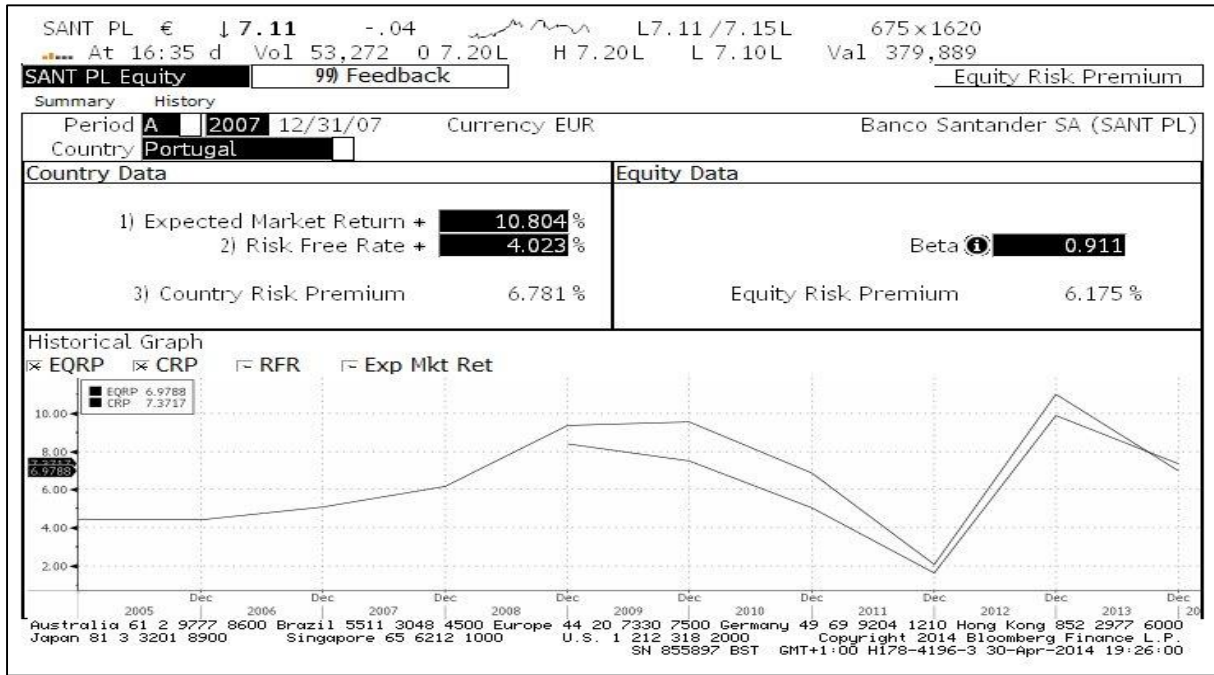 SANT PL € ↓7.11 -.04 L7.11/7.15L 675×1620
At 16:35 d Vol 53,272 O 7.20L H 7.20L L 7.10L Val 379,889
SANT PL Equity 99) Feedback Equity Risk Premium
Summary History
Period A 2007 12/31/07 Currency EUR Banco Santander SA (SANT PL)
Country Portugal
Country Data Equity Data
1) Expected Market Return + 10.804 %
2) Risk Free Rate + 4.023 % Beta 0.911
3) Country Risk Premium 6.781 % Equity Risk Premium 6.175 %
Historical Graph
EQRP CRP RFR Exp Mkt Ret
EQRP 6.9788
CRP 7.3717
10.00
8.00
7.3717
6.9788
6.00
4.00
2.00
Dec Dec Dec Dec Dec Dec Dec Dec Dec
2005 2006 2007 2008 2009 2010 2011 2012 2013 20
Australia 61 2 9777 8600 Brazil 5511 3048 4500 Europe 44 20 7330 7500 Germany 49 69 9204 1210 Hong Kong 852 2977 6000
Japan 81 3 3201 8900 Singapore 65 6212 1000 U.S. 1 212 318 2000 Copyright 2014 Bloomberg Finance L.P.
SN 855897 BST GMT+1:00 H178-4196-3 30-Apr-2014 19:26:00